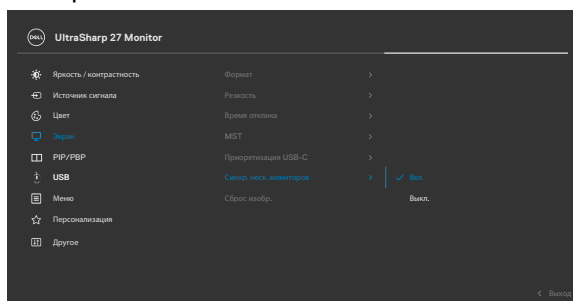 DELL UltraSharp 27 Monitor
Яркость / контрастность
Источник сигнала
Цвет
Экран
PIP/PBP
USB
Меню
Персонализация
Другое
Формат
Резкость
Время отклика
MST
Приоретизация USB-C
Синхр. неск. мониторов
Сброс изобр.
Вкл.
Выкл.
Выход